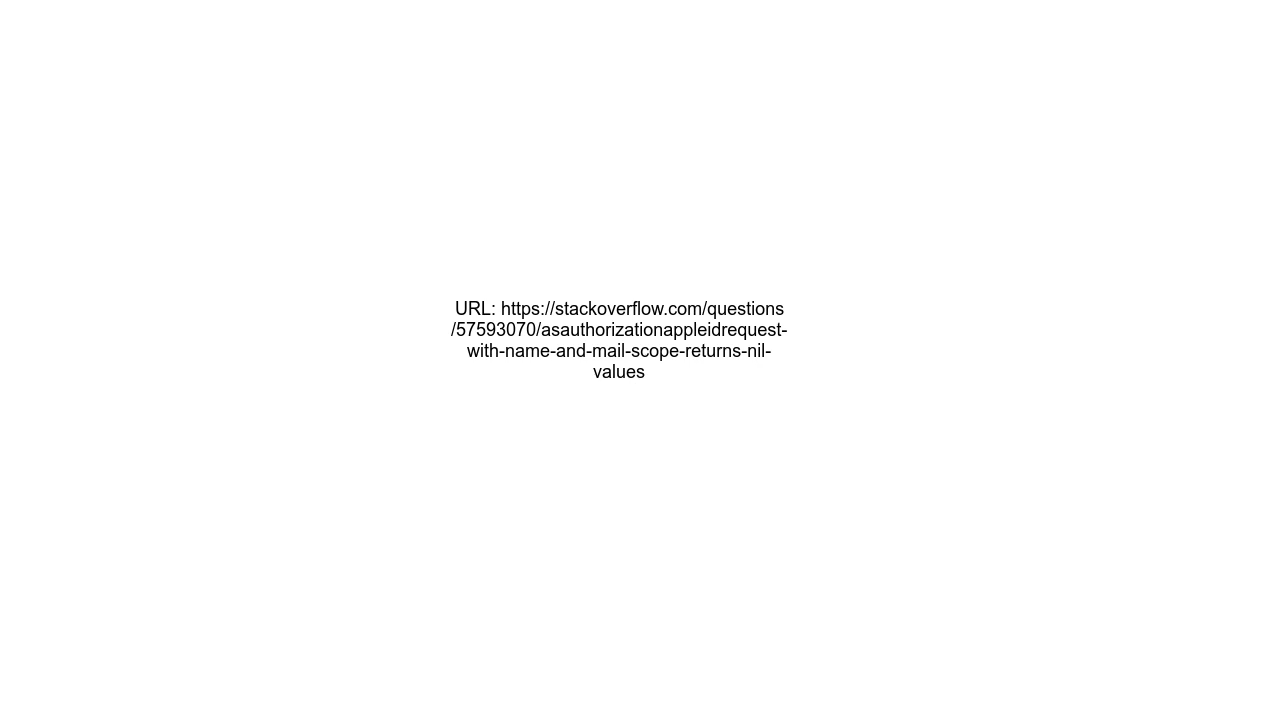 URL: https://stackoverflow.com/questions
/57593070/asauthorizationappleidrequest-
with-name-and-mail-scope-returns-nil-
values